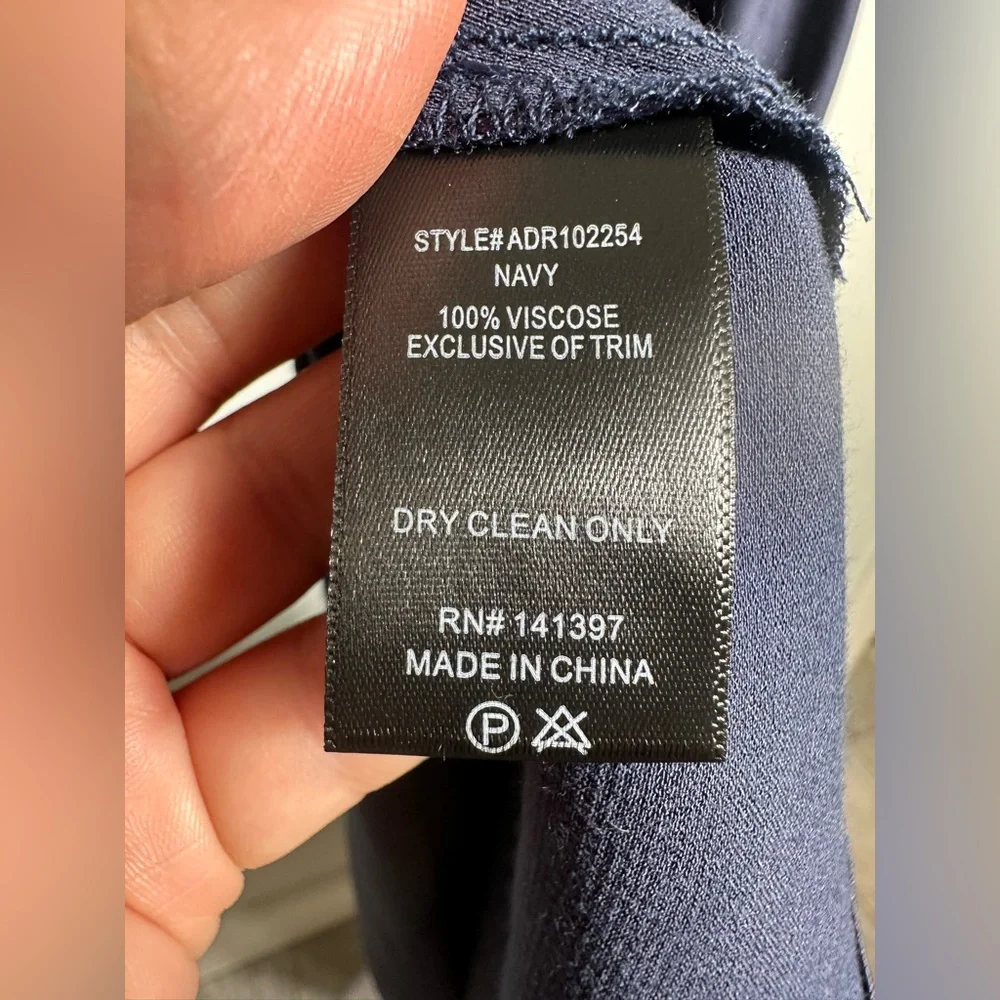 STYLE# ADR102254
NAVY
100% VISCOSE
EXCLUSIVE OF TRIM
DRY CLEAN ONLY
RN# 141397
MADE IN CHINA
P